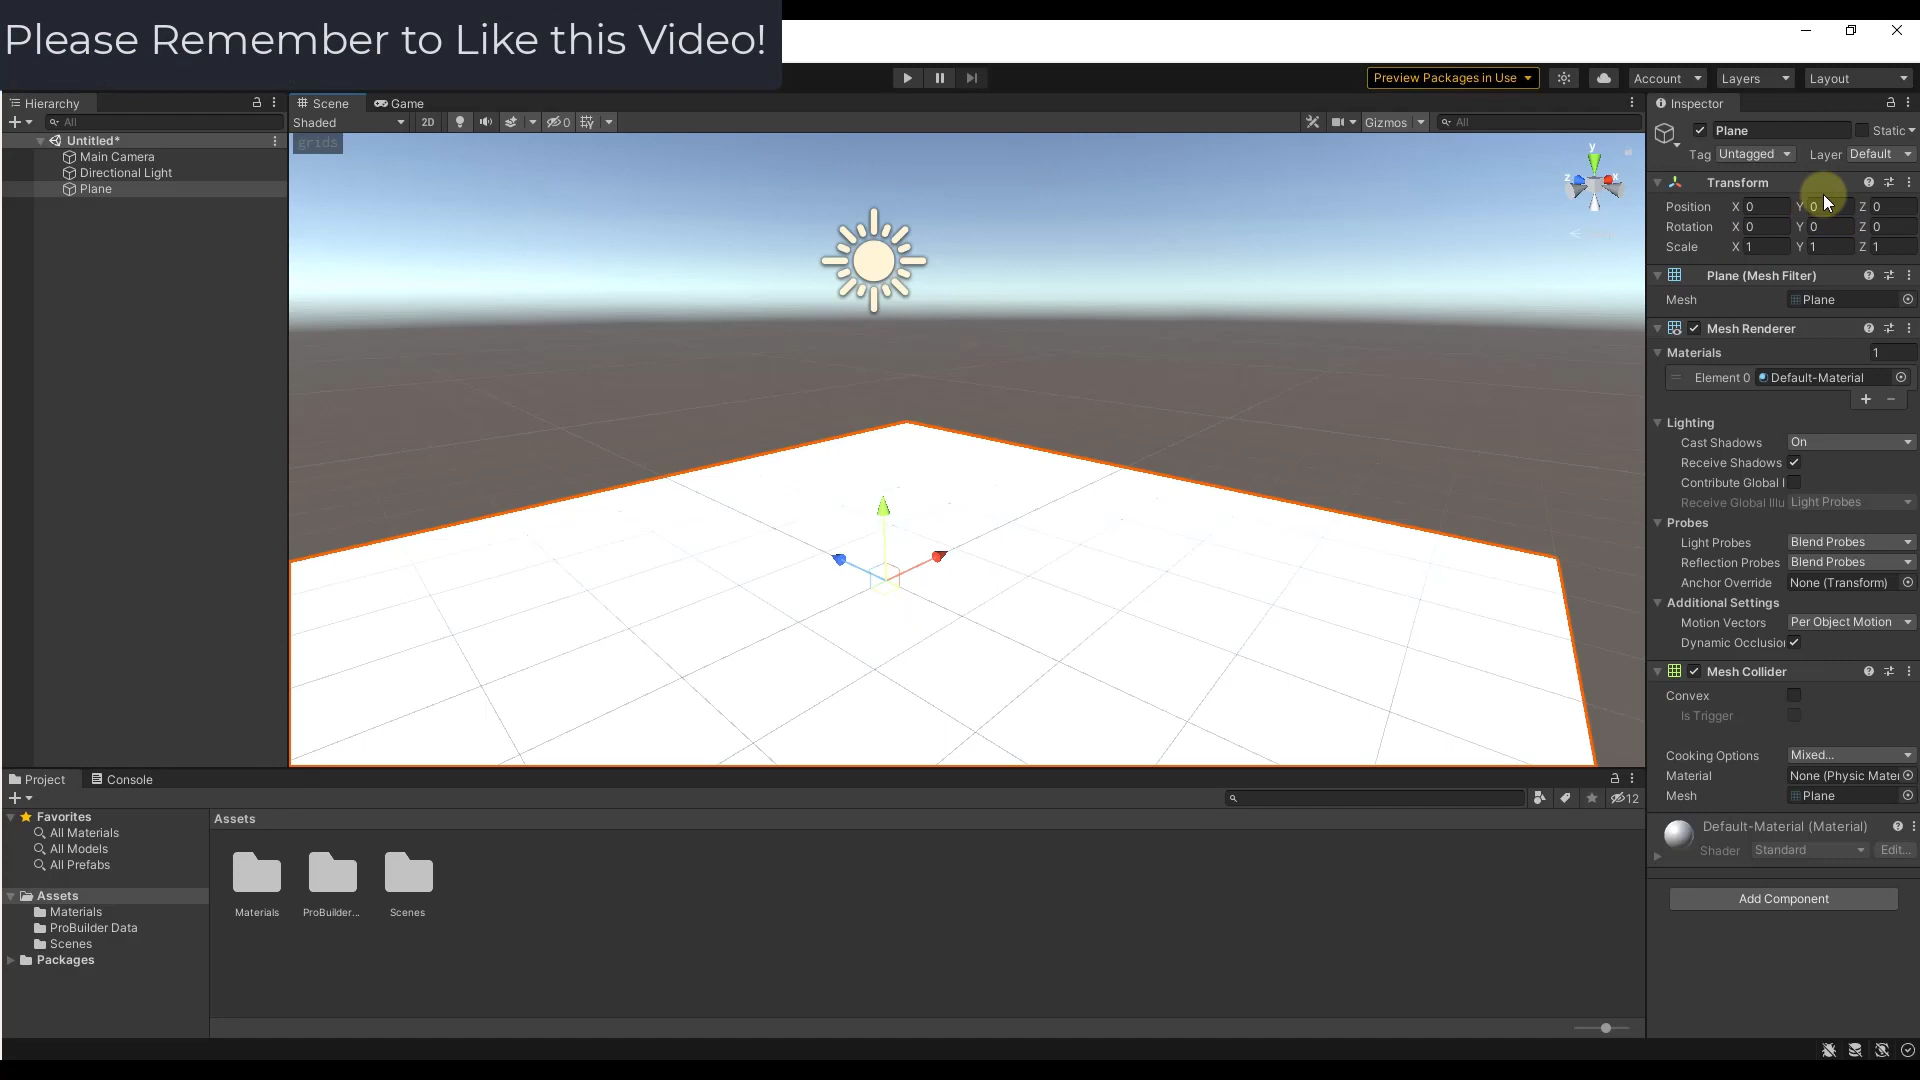 Please Remember to Like this Video!
Preview Packages in Use
Account
Layers
Layout
Hierarchy
All
Untitled*
Main Camera
Directional Light
Plane
Scene
Game
Shaded
2D
0
Gizmos
All
grids
y
z
x
Inspector
Plane
Static
Tag Untagged
Layer Default
Transform
Position X 0 Y 0 Z 0
Rotation X 0 Y 0 Z 0
Scale X 1 Y 1 Z 1
Plane (Mesh Filter)
Mesh Plane
Mesh Renderer
Materials 1
Element 0 Default-Material
Lighting
Cast Shadows On
Receive Shadows
Contribute Global I
Receive Global Illu Light Probes
Probes
Light Probes Blend Probes
Reflection Probes Blend Probes
Anchor Override None (Transform)
Additional Settings
Motion Vectors Per Object Motion
Dynamic Occlusion
Mesh Collider
Convex
Is Trigger
Cooking Options Mixed...
Material None (Physic Mater
Mesh Plane
Default-Material (Material)
Shader Standard Edit...
Add Component
Project
Console
12
Favorites
All Materials
All Models
All Prefabs
Assets
Materials
ProBuilder Data
Scenes
Packages
Assets
Materials
ProBuilder...
Scenes